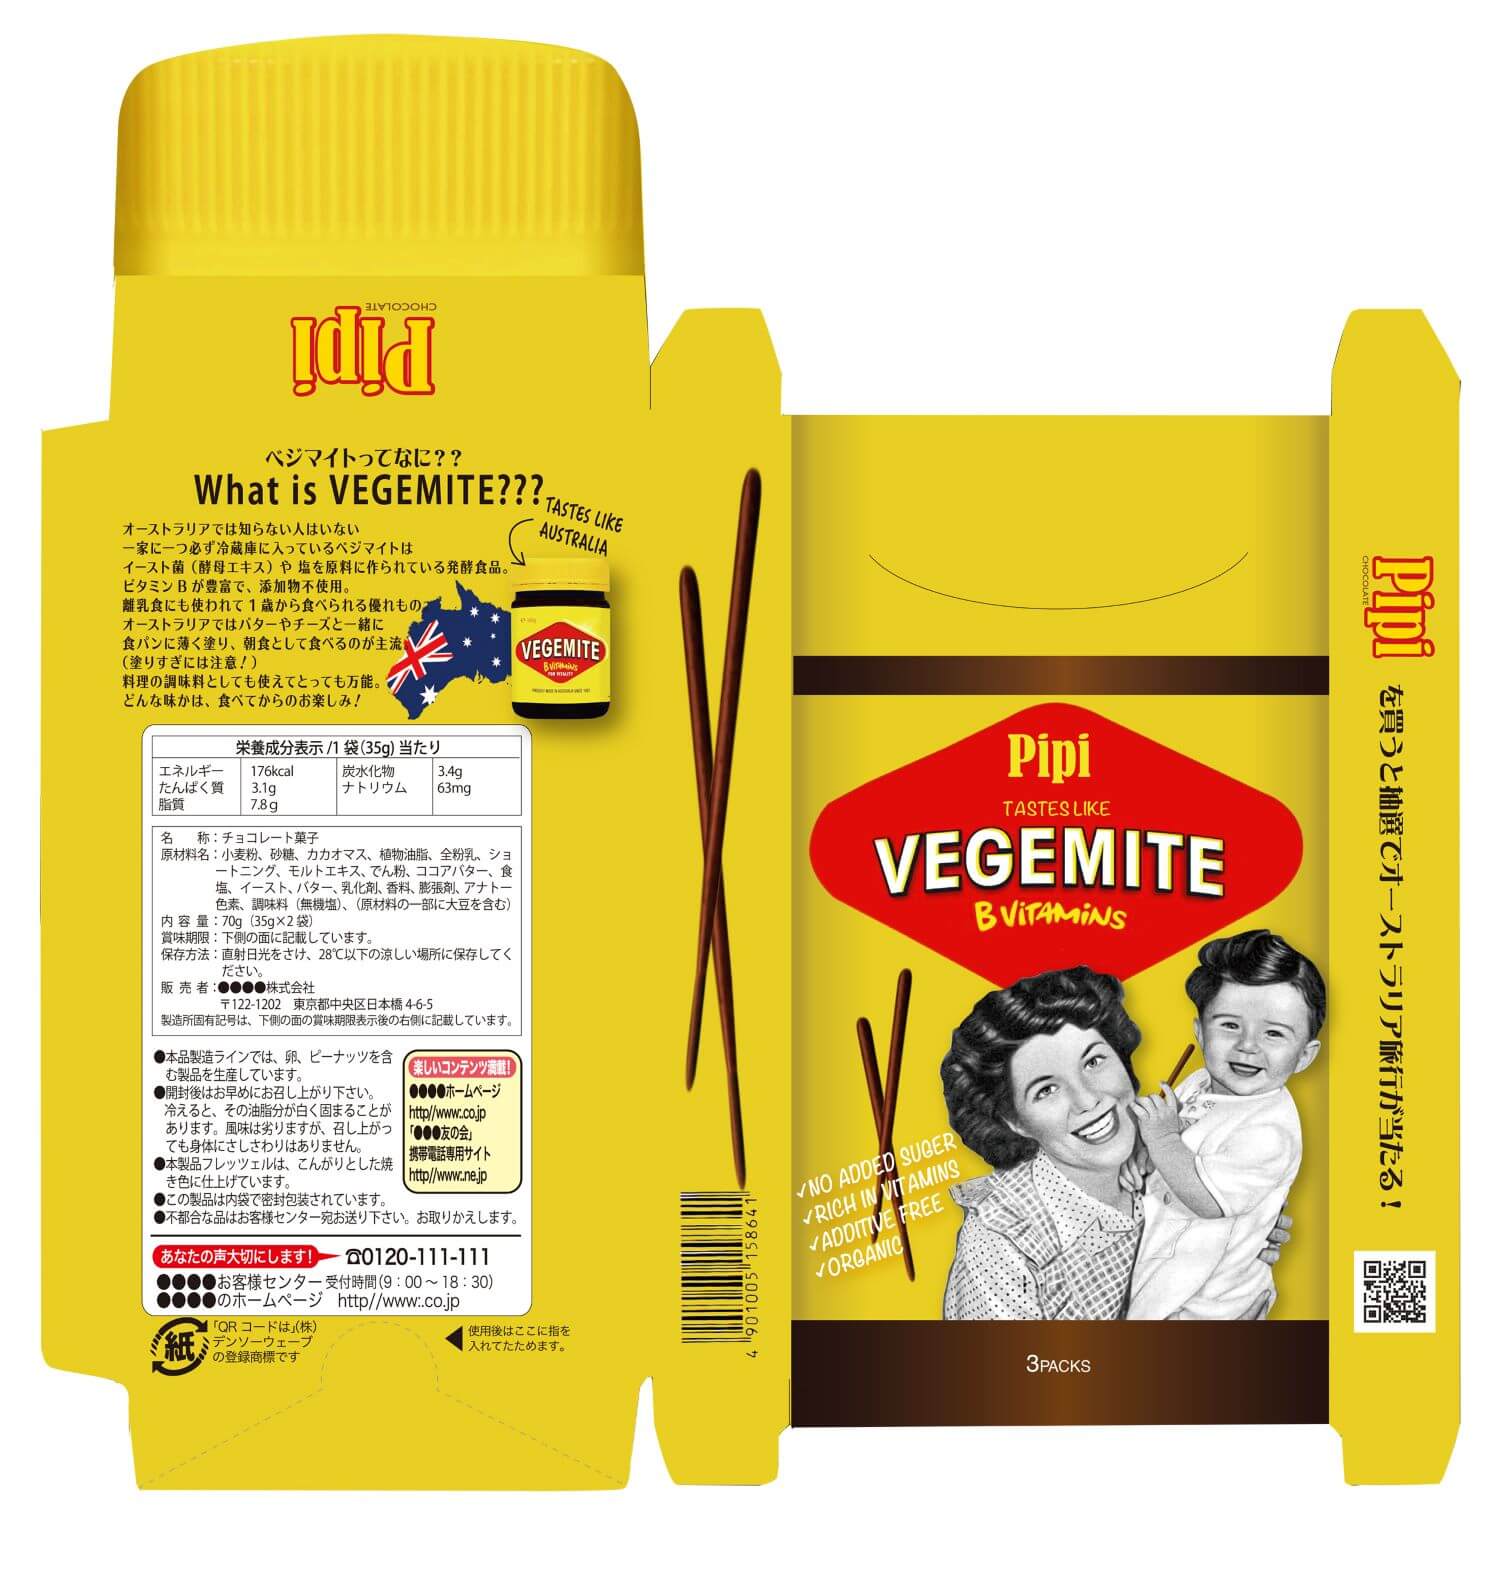 Pipi
CHOCOLATE
ベジマイトってなに？？
What is VEGEMITE???
TASTES LIKE
AUSTRALIA
オーストラリアでは知らない人はいない
一家に一つ必ず冷蔵庫に入っているベジマイトは
イースト菌（酵母エキス）や 塩を原料に作られている発酵食品。
ビタミン B が豊富で、添加物不使用。
離乳食にも使われて 1 歳から食べられる優れもの
オーストラリアではバターやチーズと一緒に
食パンに薄く塗り、朝食として食べるのが主流
（塗りすぎには注意！）
料理の調味料としても使えてとっても万能。
どんな味かは、食べてからのお楽しみ！
VEGEMITE
B VITAMINS
FOR VITALITY
栄養成分表示 /1 袋（35g）当たり
エネルギー 176kcal 炭水化物 3.4g
たんぱく質 3.1g ナトリウム 63mg
脂質 7.8g
名　　称：チョコレート菓子
原材料名：小麦粉、砂糖、カカオマス、植物油脂、全粉乳、ショ
ートニング、モルトエキス、でん粉、ココアバター、食
塩、イースト、バター、乳化剤、香料、膨張剤、アナトー
色素、調味料（無機塩）、（原材料の一部に大豆を含む）
内 容 量：70g（35g×2 袋）
賞味期限：下側の面に記載しています。
保存方法：直射日光をさけ、28℃以下の涼しい場所に保存してく
ださい。
販 売 者：●●●●株式会社
〒122-1202　東京都中央区日本橋 4-6-5
製造所固有記号は、下側の面の賞味期限表示後の右側に記載しています。
●本品製造ラインでは、卵、ピーナッツを含
む製品を生産しています。
●開封後はお早めにお召し上がり下さい。
冷えると、その油脂分が白く固まることが
あります。風味は劣りますが、召し上がっ
ても身体にさしさわりはありません。
●本製品フレッツェルは、こんがりとした焼
き色に仕上げています。
●この製品は内袋で密封包装されています。
●不都合な品はお客様センター宛お送り下さい。お取りかえします。
楽しいコンテンツ満載！
●●●●ホームページ
http//www:.co.jp
「●●●友の会」
携帯電話専用サイト
http//www:.ne.jp
あなたの声大切にします！ ☎0120-111-111
●●●●お客様センター 受付時間（9：00 〜 18：30）
●●●●のホームページ　http//www:.co.jp
紙
「QR コードは」（株）
デンソーウェーブ
の登録商標です
◀ 使用後はここに指を
入れてたためます。
4 901005 158641
Pipi
TASTES LIKE
VEGEMITE
B VITAMINS
✓NO ADDED SUGER
✓RICH IN VITAMINS
✓ADDITIVE FREE
✓ORGANIC
3PACKS
Pipi
CHOCOLATE
を買うと抽選でオーストラリア旅行が当たる！